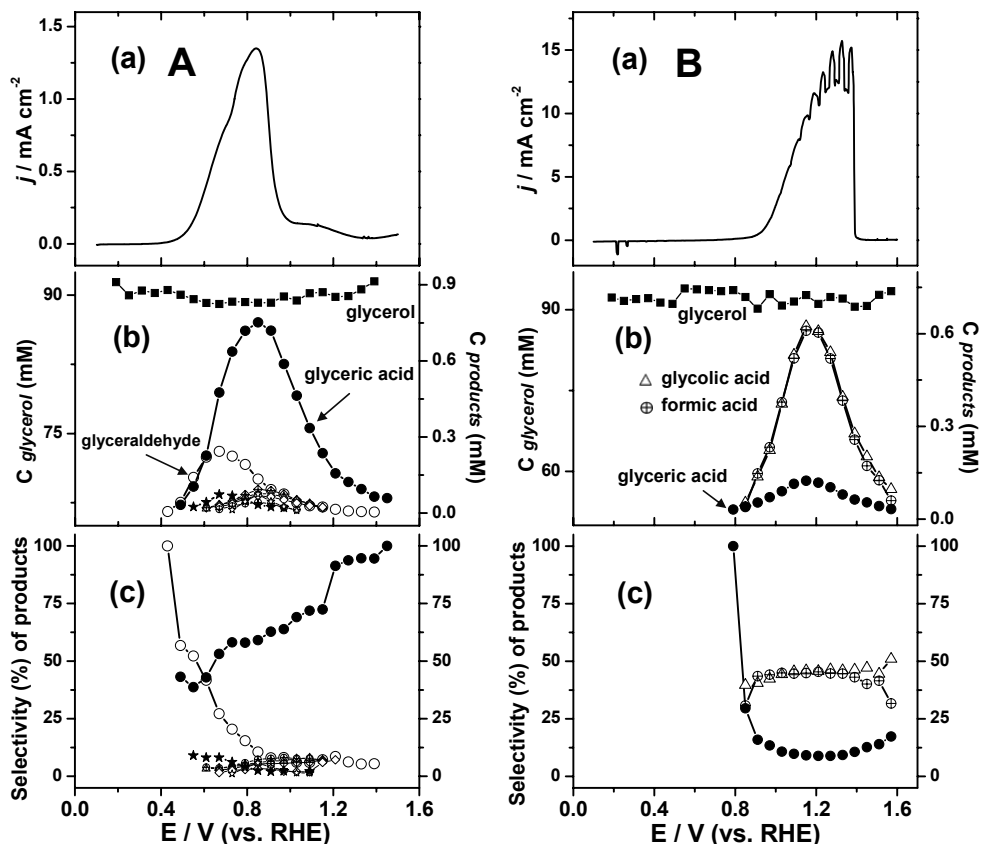 (a) A
j / mA cm-2
1.5
1.0
0.5
0.0
(b)
C glycerol (mM)
90
75
glycerol
glyceric acid
glyceraldehyde
0.9
0.6
0.3
0.0
C products (mM)
(c)
Selectivity (%) of products
100
75
50
25
0
100
75
50
25
0
0.0 0.4 0.8 1.2 1.6
E / V (vs. RHE)
(a) B
j / mA cm-2
15
10
5
0
(b)
C glycerol (mM)
90
75
60
glycerol
glycolic acid
formic acid
glyceric acid
0.6
0.3
0.0
C products (mM)
(c)
Selectivity (%) of products
100
75
50
25
0
100
75
50
25
0
0.0 0.4 0.8 1.2 1.6
E / V (vs. RHE)